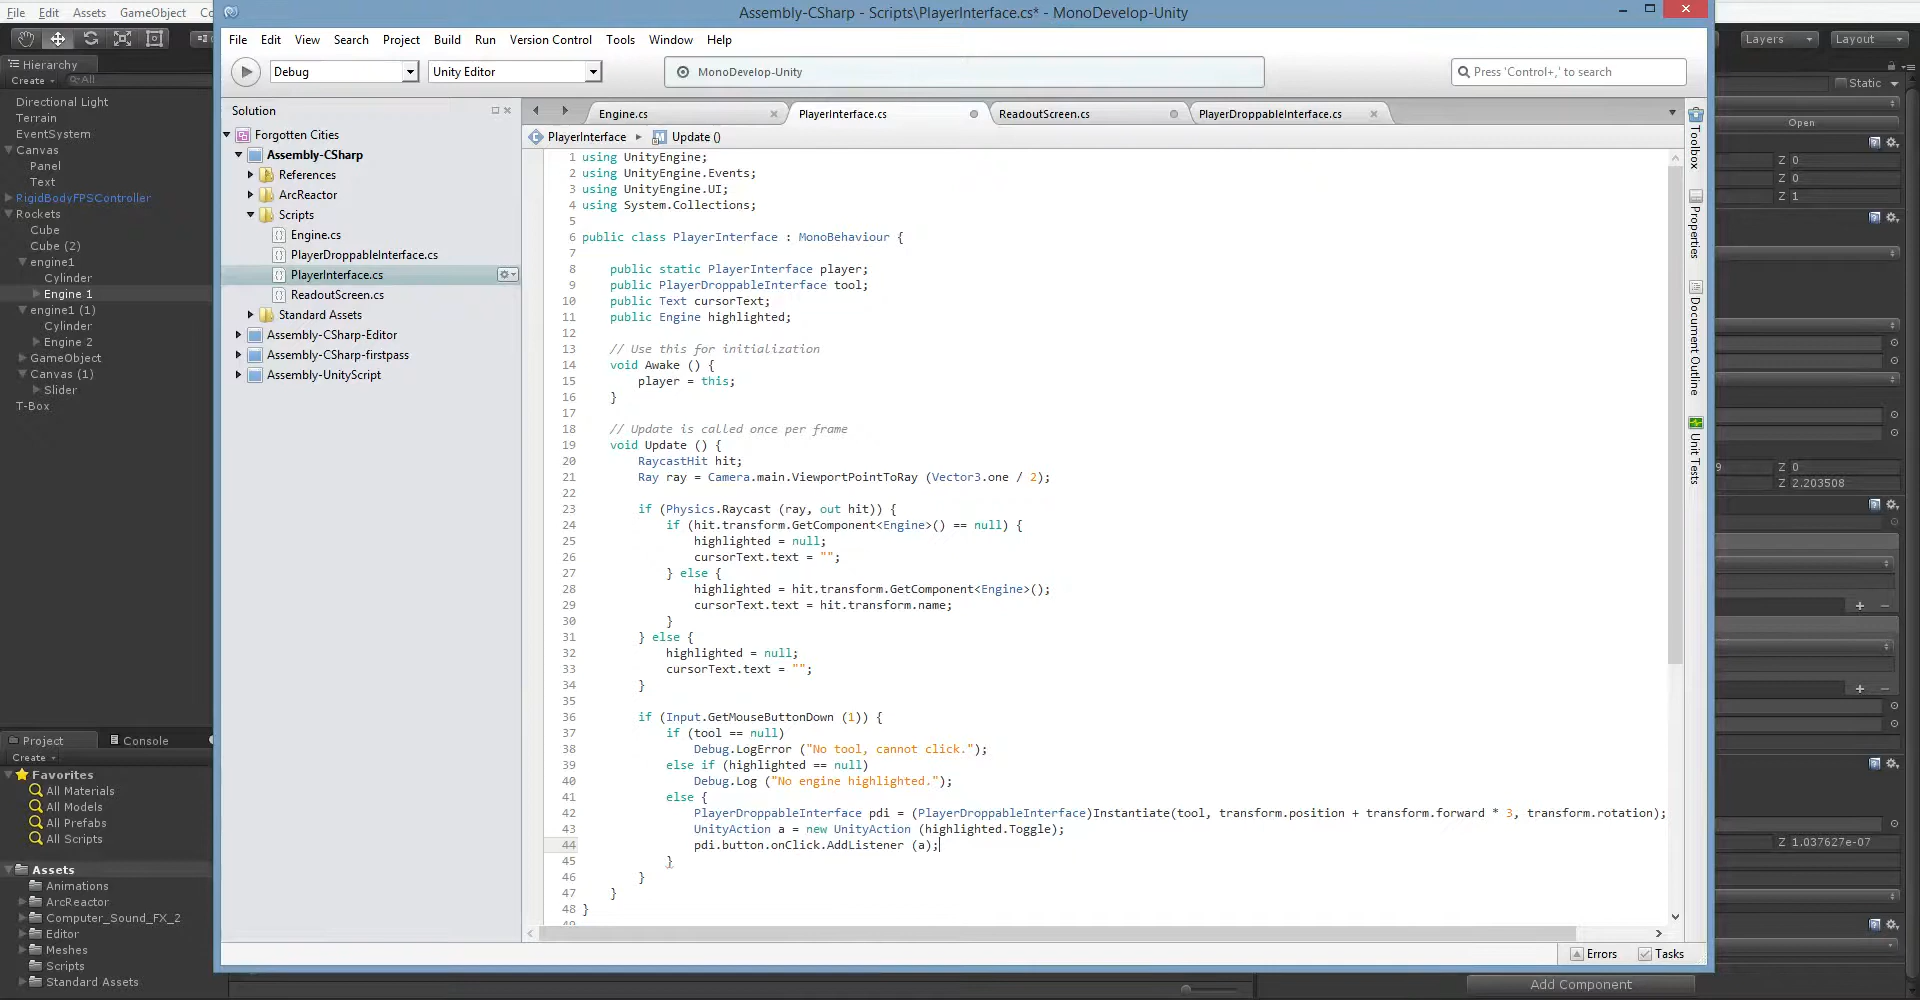 File Edit Assets GameObject Co
Assembly-CSharp - Scripts\PlayerInterface.cs* - MonoDevelop-Unity
File Edit View Search Project Build Run Version Control Tools Window Help
Debug
Unity Editor
MonoDevelop-Unity
Press 'Control+,' to search
Layers
Layout
Hierarchy
Create
All
Directional Light
Terrain
EventSystem
Canvas
Panel
Text
RigidBodyFPSController
Rockets
Cube
Cube (2)
engine1
Cylinder
Engine 1
engine1 (1)
Cylinder
Engine 2
GameObject
Canvas (1)
Slider
T-Box
Project
Console
Create
Favorites
All Materials
All Models
All Prefabs
All Scripts
Assets
Animations
ArcReactor
Computer_Sound_FX_2
Editor
Meshes
Scripts
Standard Assets
Solution
Forgotten Cities
Assembly-CSharp
References
ArcReactor
Scripts
Engine.cs
PlayerDroppableInterface.cs
PlayerInterface.cs
ReadoutScreen.cs
Standard Assets
Assembly-CSharp-Editor
Assembly-CSharp-firstpass
Assembly-UnityScript
Engine.cs
PlayerInterface.cs
ReadoutScreen.cs
PlayerDroppableInterface.cs
PlayerInterface
Update ()
1 using UnityEngine;
2 using UnityEngine.Events;
3 using UnityEngine.UI;
4 using System.Collections;
5
6 public class PlayerInterface : MonoBehaviour {
7
8 public static PlayerInterface player;
9 public PlayerDroppableInterface tool;
10 public Text cursorText;
11 public Engine highlighted;
12
13 // Use this for initialization
14 void Awake () {
15 player = this;
16 }
17
18 // Update is called once per frame
19 void Update () {
20 RaycastHit hit;
21 Ray ray = Camera.main.ViewportPointToRay (Vector3.one / 2);
22
23 if (Physics.Raycast (ray, out hit)) {
24 if (hit.transform.GetComponent<Engine>() == null) {
25 highlighted = null;
26 cursorText.text = "";
27 } else {
28 highlighted = hit.transform.GetComponent<Engine>();
29 cursorText.text = hit.transform.name;
30 }
31 } else {
32 highlighted = null;
33 cursorText.text = "";
34 }
35
36 if (Input.GetMouseButtonDown (1)) {
37 if (tool == null)
38 Debug.LogError ("No tool, cannot click.");
39 else if (highlighted == null)
40 Debug.Log ("No engine highlighted.");
41 else {
42 PlayerDroppableInterface pdi = (PlayerDroppableInterface)Instantiate(tool, transform.position + transform.forward * 3, transform.rotation);
43 UnityAction a = new UnityAction (highlighted.Toggle);
44 pdi.button.onClick.AddListener (a);
45 }
46 }
47 }
48 }
Toolbox
Properties
Document Outline
Unit Tests
Errors
Tasks
Static
Open
Z 0
Z 0
Z 1
9 Z 0
Z 2.203508
Z 1.037627e-07
Add Component